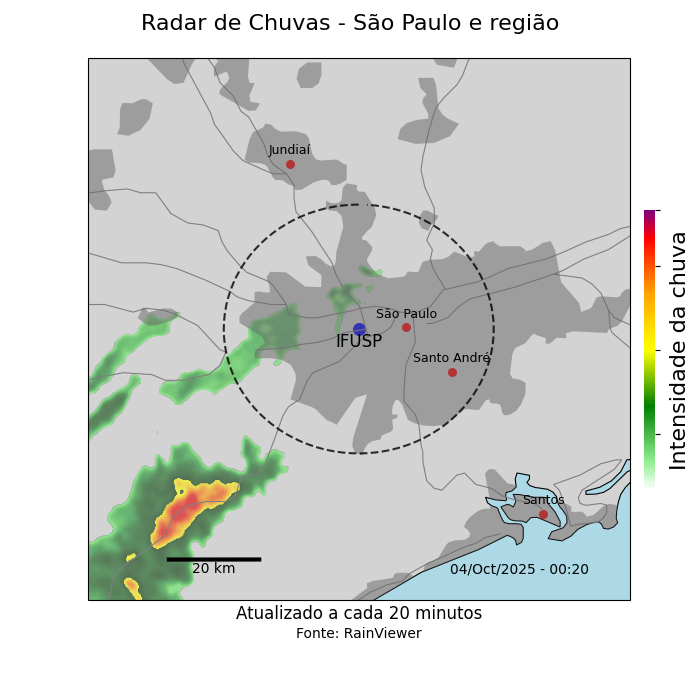 Radar de Chuvas - São Paulo e região
Jundiaí
São Paulo
IFUSP
Santo André
Santos
20 km
04/Oct/2025 - 00:20
Intensidade da chuva
Atualizado a cada 20 minutos
Fonte: RainViewer